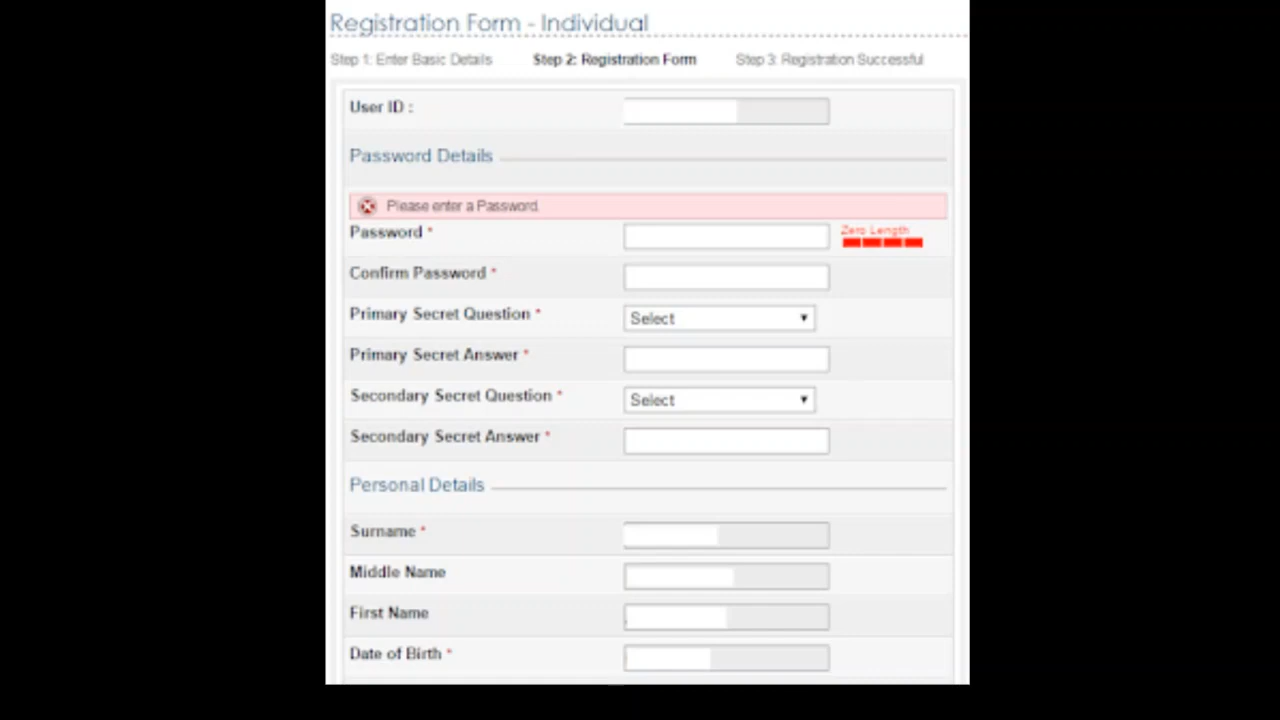 Registration Form - Individual
Step 1: Enter Basic Details Step 2: Registration Form Step 3: Registration Successful
User ID :
Password Details
Please enter a Password.
Password * Zero Length
Confirm Password *
Primary Secret Question * Select
Primary Secret Answer *
Secondary Secret Question * Select
Secondary Secret Answer *
Personal Details
Surname *
Middle Name
First Name
Date of Birth *